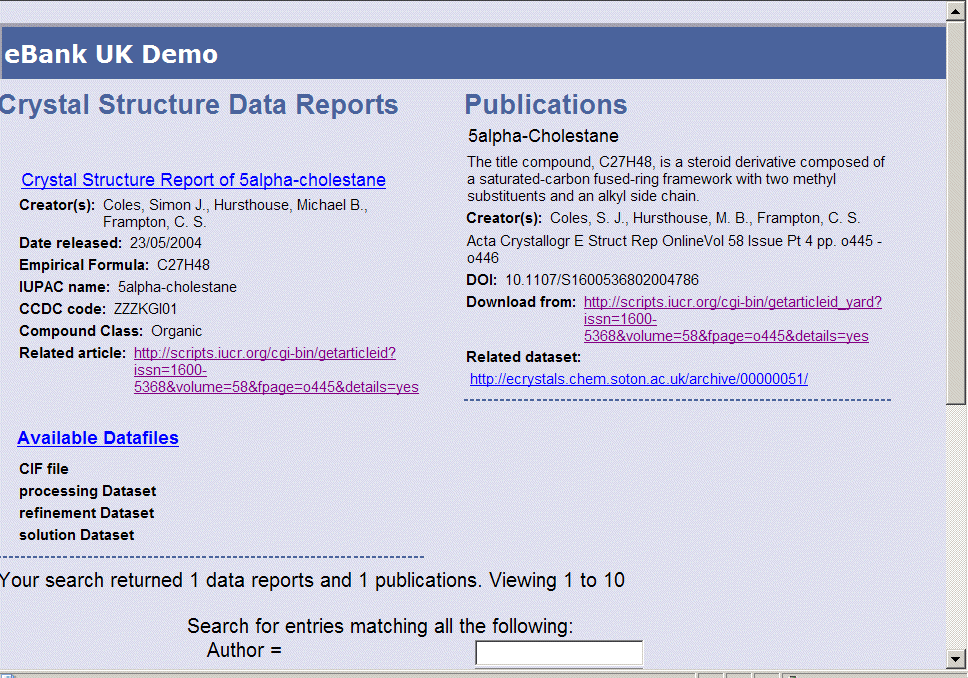 eBank UK Demo
Crystal Structure Data Reports
Crystal Structure Report of 5alpha-cholestane
Creator(s): Coles, Simon J., Hursthouse, Michael B.,
Frampton, C. S.
Date released: 23/05/2004
Empirical Formula: C27H48
IUPAC name: 5alpha-cholestane
CCDC code: ZZZKGI01
Compound Class: Organic
Related article: http://scripts.iucr.org/cgi-bin/getarticleid?
issn=1600-
5368&volume=58&fpage=o445&details=yes
Available Datafiles
CIF file
processing Dataset
refinement Dataset
solution Dataset
Publications
5alpha-Cholestane
The title compound, C27H48, is a steroid derivative composed of
a saturated-carbon fused-ring framework with two methyl
substituents and an alkyl side chain.
Creator(s): Coles, S. J., Hursthouse, M. B., Frampton, C. S.
Acta Crystallogr E Struct Rep OnlineVol 58 Issue Pt 4 pp. o445 -
o446
DOI: 10.1107/S1600536802004786
Download from: http://scripts.iucr.org/cgi-bin/getarticleid_yard?
issn=1600-
5368&volume=58&fpage=o445&details=yes
Related dataset:
http://ecrystals.chem.soton.ac.uk/archive/00000051/
Your search returned 1 data reports and 1 publications. Viewing 1 to 10
Search for entries matching all the following:
Author =